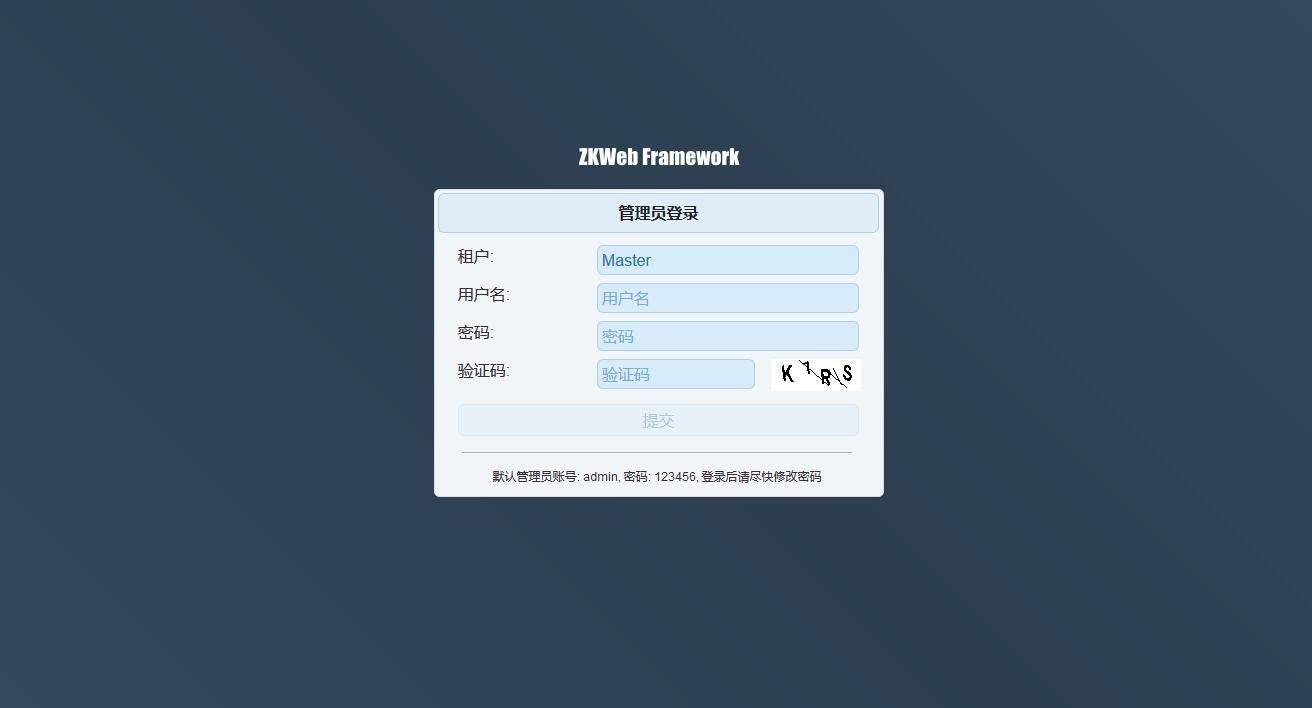 ZKWeb Framework
管理员登录
租户: Master
用户名: 用户名
密码: 密码
验证码: 验证码 K7RS
提交
默认管理员账号: admin, 密码: 123456, 登录后请尽快修改密码